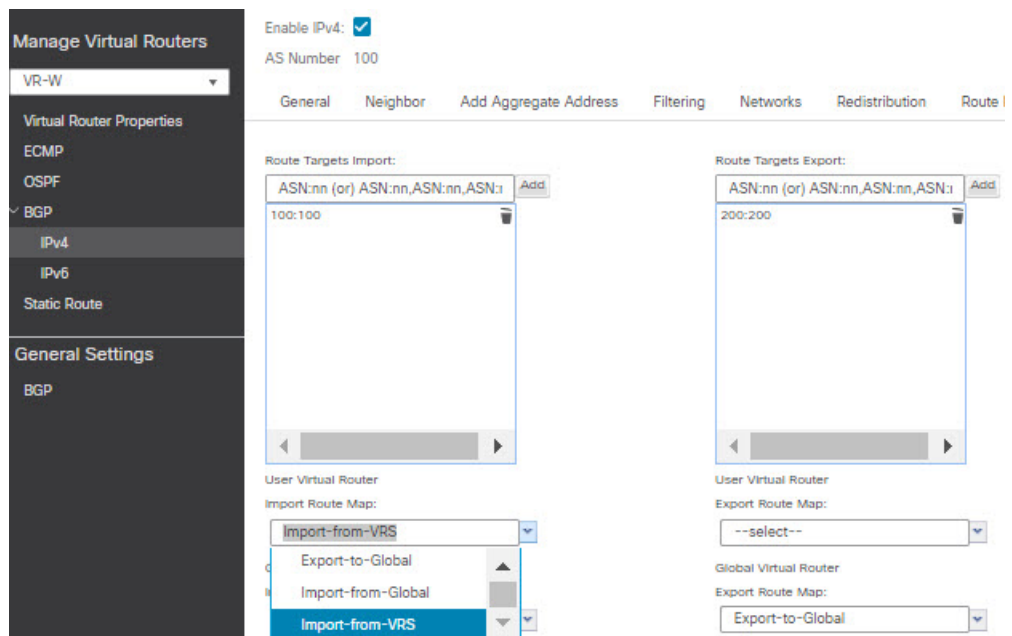 Manage Virtual Routers
VR-W
Virtual Router Properties
ECMP
OSPF
BGP
IPv4
IPv6
Static Route
General Settings
BGP
Enable IPv4:
AS Number 100
General Neighbor Add Aggregate Address Filtering Networks Redistribution Route
Route Targets Import:
ASN:nn (or) ASN:nn,ASN:nn,ASN:
Add
100:100
User Virtual Router
Import Route Map:
Import-from-VRS
Export-to-Global
Import-from-Global
Import-from-VRS
Route Targets Export:
ASN:nn (or) ASN:nn,ASN:nn,ASN:
Add
200:200
User Virtual Router
Export Route Map:
--select--
Global Virtual Router
Export Route Map:
Export-to-Global